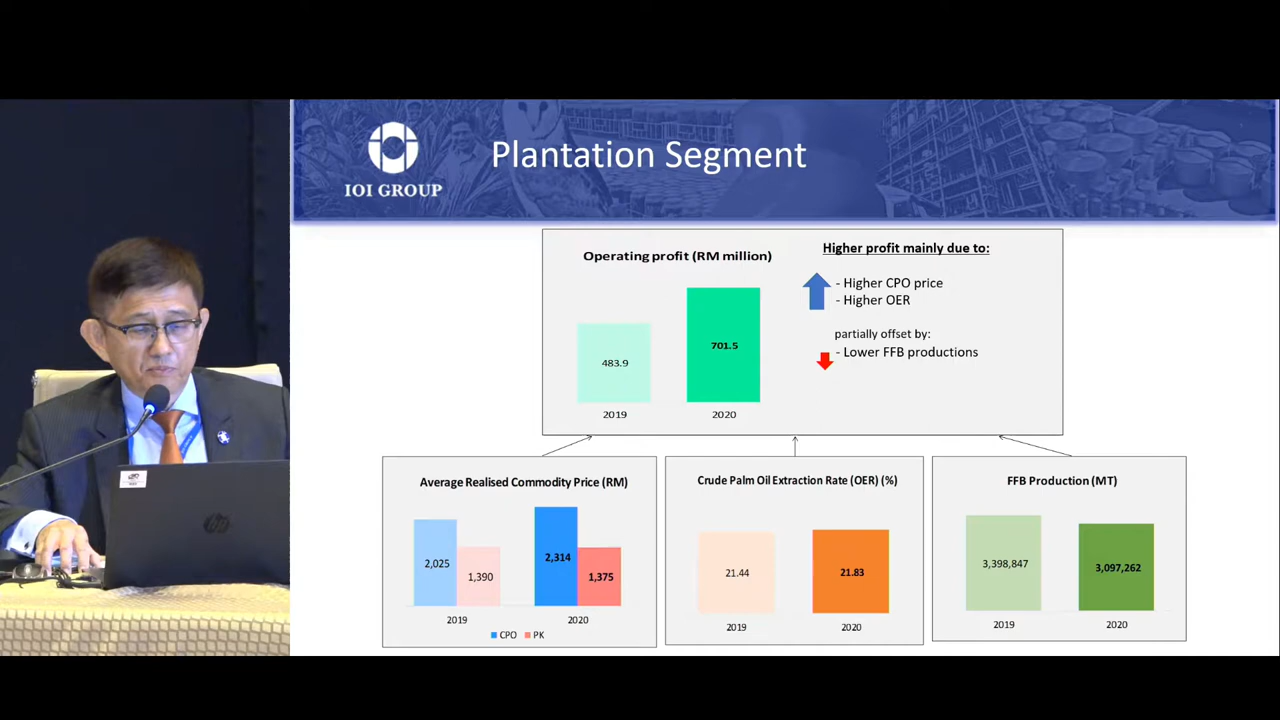 IOI GROUP
Plantation Segment
Operating profit (RM million)
483.9
701.5
2019
2020
Higher profit mainly due to:
- Higher CPO price
- Higher OER
partially offset by:
- Lower FFB productions
Average Realised Commodity Price (RM)
2,025
1,390
2,314
1,375
2019
2020
CPO
PK
Crude Palm Oil Extraction Rate (OER) (%)
21.44
21.83
2019
2020
FFB Production (MT)
3,398,847
3,097,262
2019
2020
hp